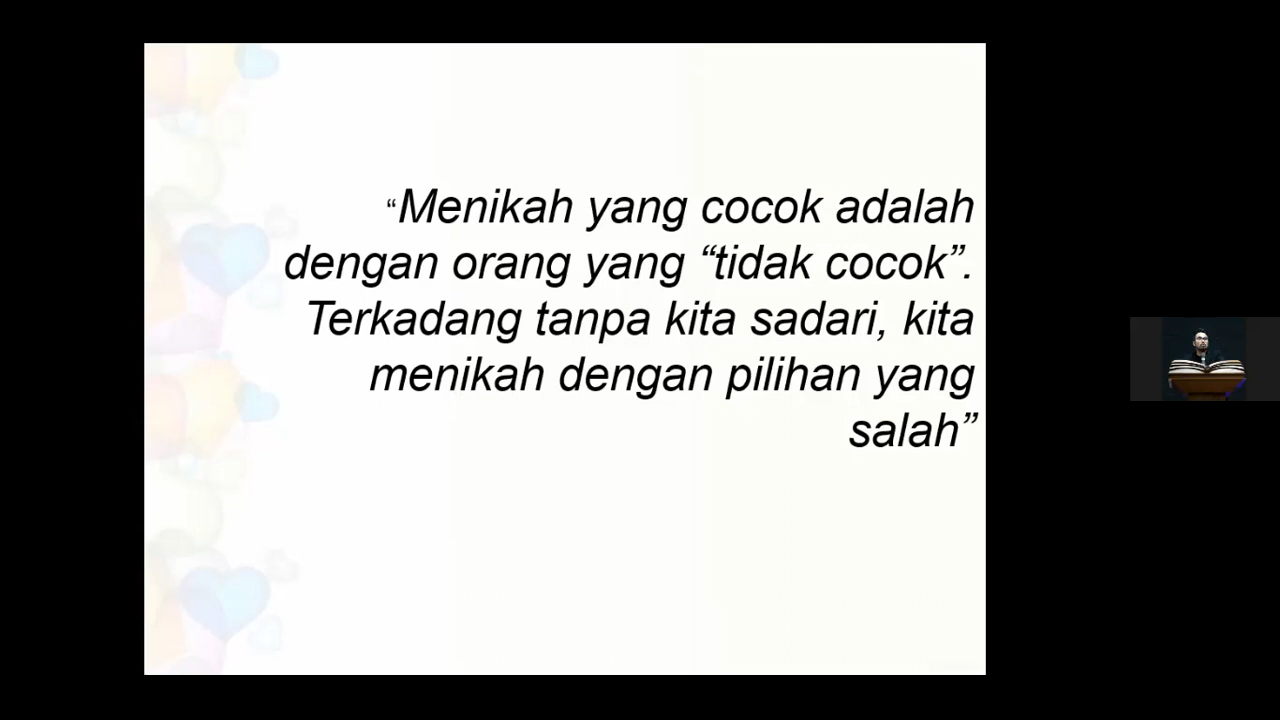 “Menikah yang cocok adalah
dengan orang yang “tidak cocok”.
Terkadang tanpa kita sadari, kita
menikah dengan pilihan yang
salah”